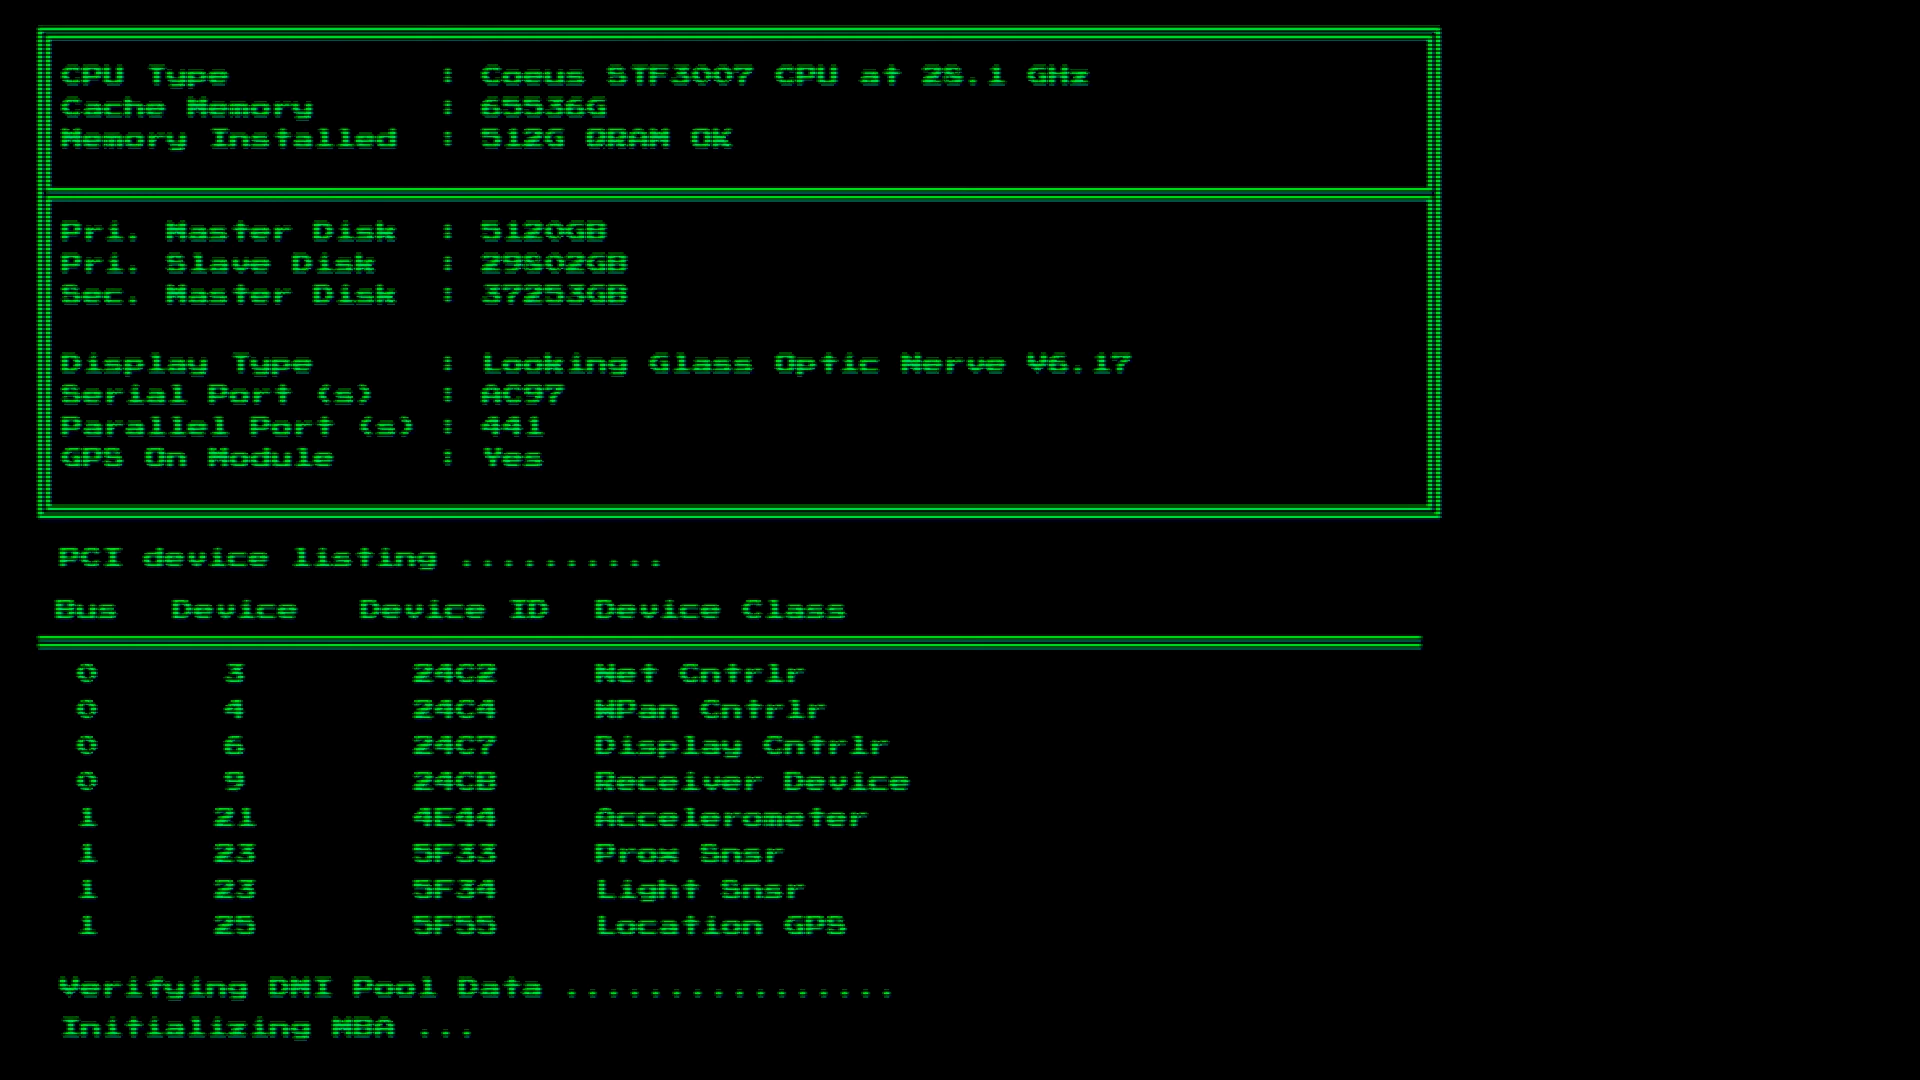 CPU Type : Coeus STF3007 CPU at 28.1 GHz
Cache Memory : 65536G
Memory Installed : 512G QRAM OK
Pri. Master Disk : 5120GB
Pri. Slave Disk : 29802GB
Sec. Master Disk : 37253GB
Display Type : Looking Glass Optic Nerve V6.17
Serial Port (s) : AC97
Parallel Port (s) : 441
GPS On Module : Yes
PCI device listing ..........
Bus Device Device ID Device Class
0 3 24C2 Net Cntrlr
0 4 24C4 WPan Cntrlr
0 6 24C7 Display Cntrlr
0 9 24CB Receiver Device
1 21 4E44 Accelerometer
1 23 5F33 Prox Snsr
1 23 5F34 Light Snsr
1 25 5F55 Location GPS
Verifying DMI Pool Data ................
Initializing MBA ...